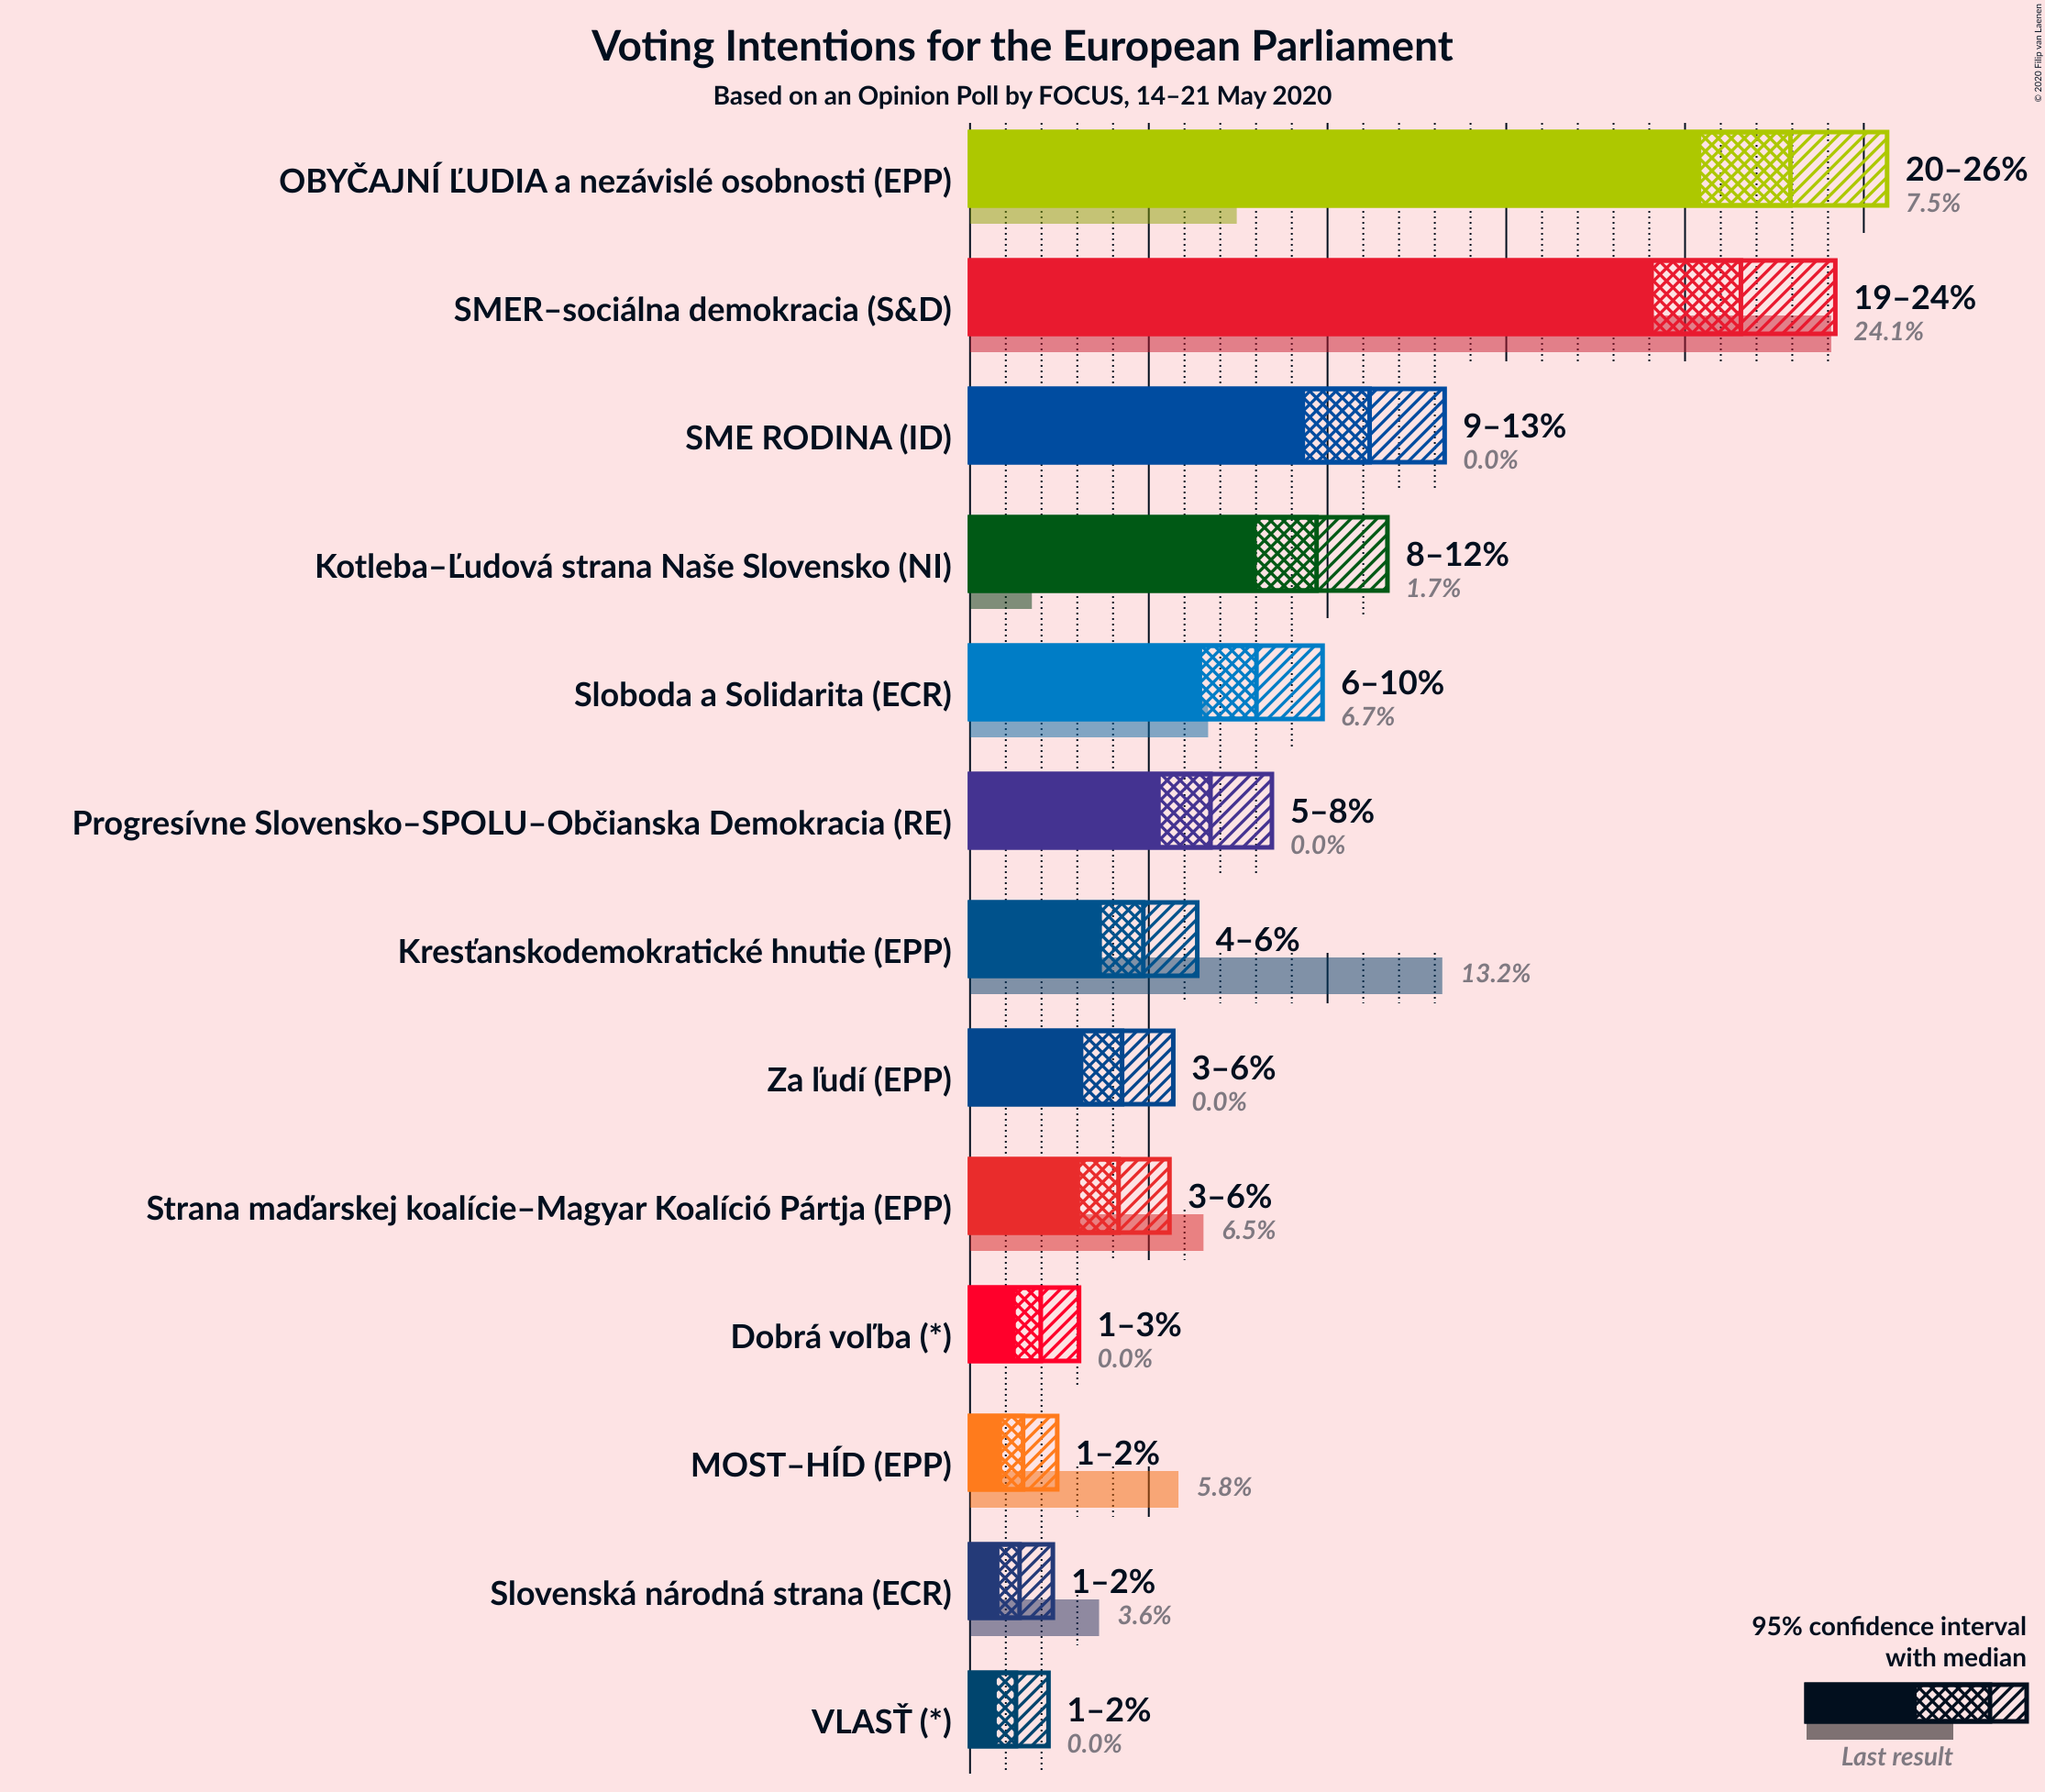 Voting Intentions for the European Parliament
Based on an Opinion Poll by FOCUS, 14–21 May 2020
© 2020 Filip van Laenen
OBYČAJNÍ ĽUDIA a nezávislé osobnosti (EPP)
20–26%
7.5%
SMER–sociálna demokracia (S&D)
19–24%
24.1%
SME RODINA (ID)
9–13%
0.0%
Kotleba–Ľudová strana Naše Slovensko (NI)
8–12%
1.7%
Sloboda a Solidarita (ECR)
6–10%
6.7%
Progresívne Slovensko–SPOLU–Občianska Demokracia (RE)
5–8%
0.0%
Kresťanskodemokratické hnutie (EPP)
4–6%
13.2%
Za ľudí (EPP)
3–6%
0.0%
Strana maďarskej koalície–Magyar Koalíció Pártja (EPP)
3–6%
6.5%
Dobrá voľba (*)
1–3%
0.0%
MOST–HÍD (EPP)
1–2%
5.8%
Slovenská národná strana (ECR)
1–2%
3.6%
VLASŤ (*)
1–2%
0.0%
95% confidence interval
with median
Last result